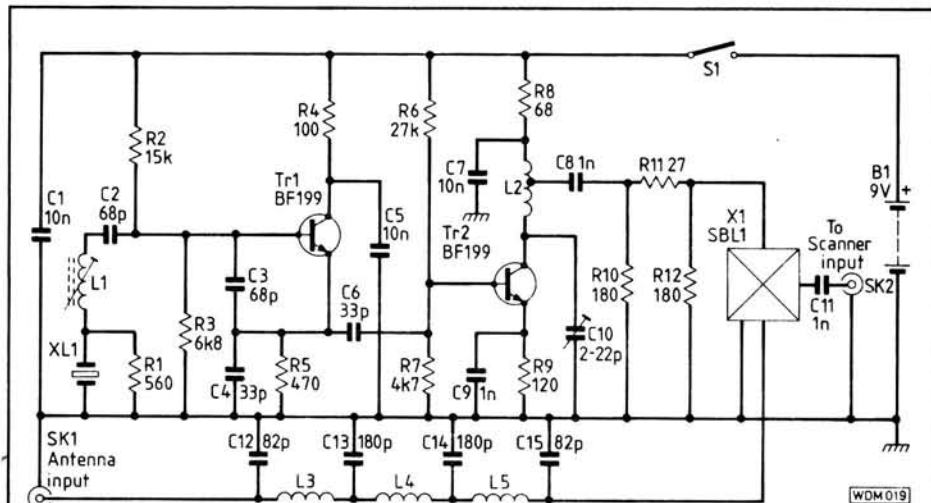 S1
R4
100
R6
27k
R8
68
R2
15k
C1
10n
C2
68p
Tr1
BF199
C7
10n
L2
C8 1n
R11 27
B1
9V +
C5
10n
Tr2
BF199
X1
SBL1
To
Scanner
input
L1
C3
68p
C6
33p
R10
180
R12
180
SK2
C11
1n
R3
6k8
XL1
R1
560
C4 33p
R5
470
R7
4k7
C9 1n
R9
120
C10
2-22p
SK1
Antenna
input
C12 82p
C13 180p
C14 180p
C15 82p
L3
L4
L5
WDM019